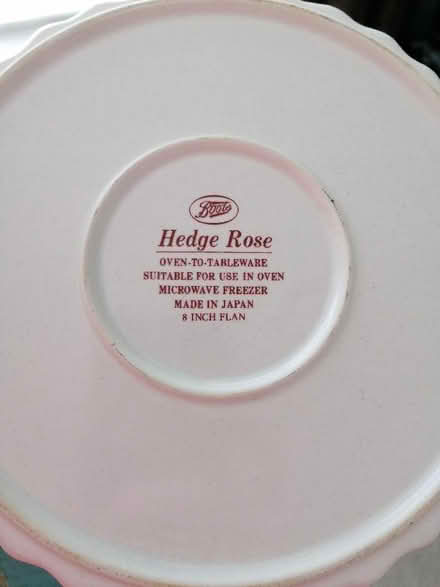 Boots
Hedge Rose
OVEN-TO-TABLEWARE
SUITABLE FOR USE IN OVEN
MICROWAVE FREEZER
MADE IN JAPAN
8 INCH FLAN